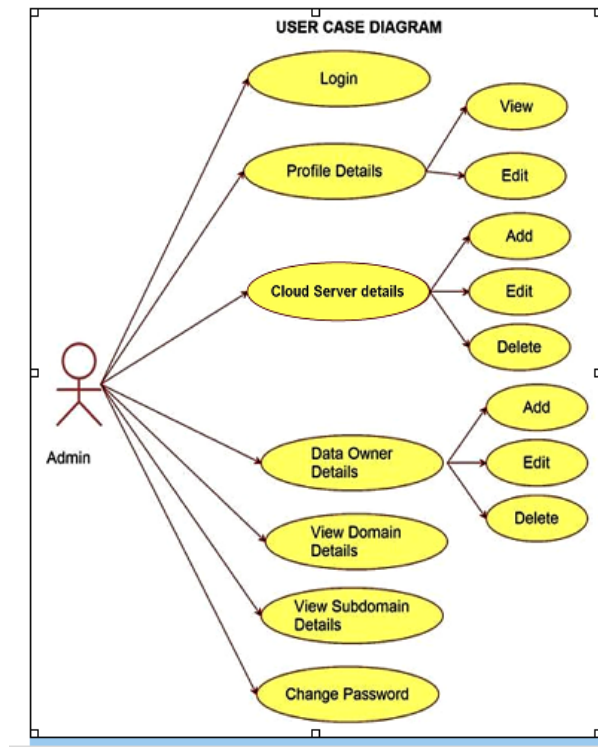 USER CASE DIAGRAM
Login
View
Profile Details
Edit
Add
Cloud Server details
Edit
Delete
Admin
Add
Data Owner
Details
Edit
Delete
View Domain
Details
View Subdomain
Details
Change Password